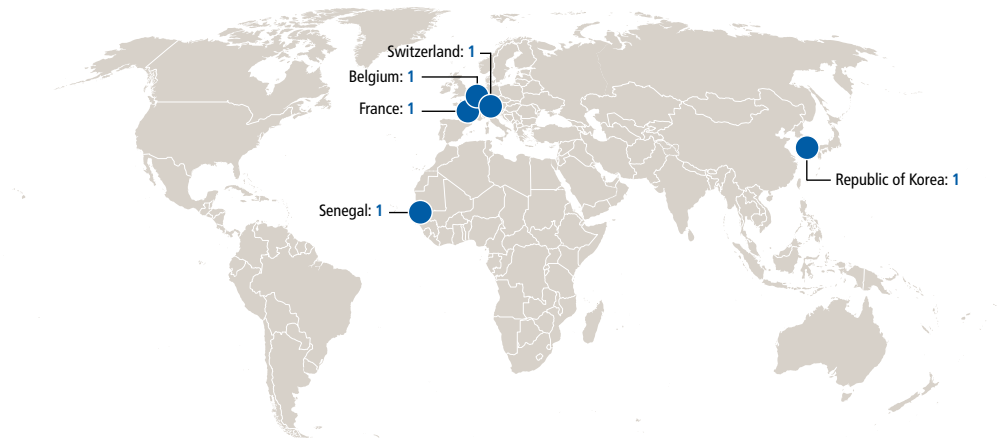 Switzerland: 1
Belgium: 1
France: 1
Republic of Korea: 1
Senegal: 1